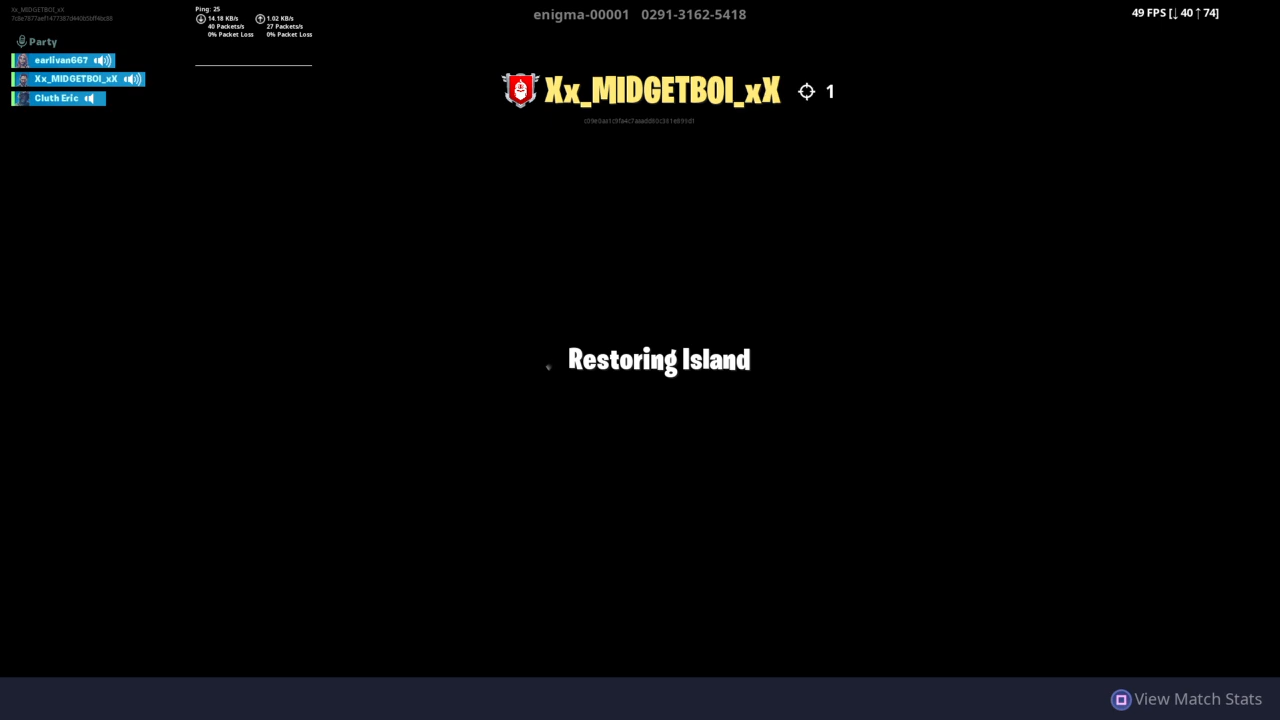 Xx_MIDGETBOI_xX
Ping: 25
14.18 KB/s
1.02 KB/s
40 Packets/s
27 Packets/s
0% Packet Loss
0% Packet Loss
enigma-00001 0291-3162-5418
49 FPS [↓ 40 ↑ 74]
Party
earlivan667
Xx_MIDGETBOI_xX
Cluth Eric
Xx_MIDGETBOI_xX 1
Restoring Island
View Match Stats